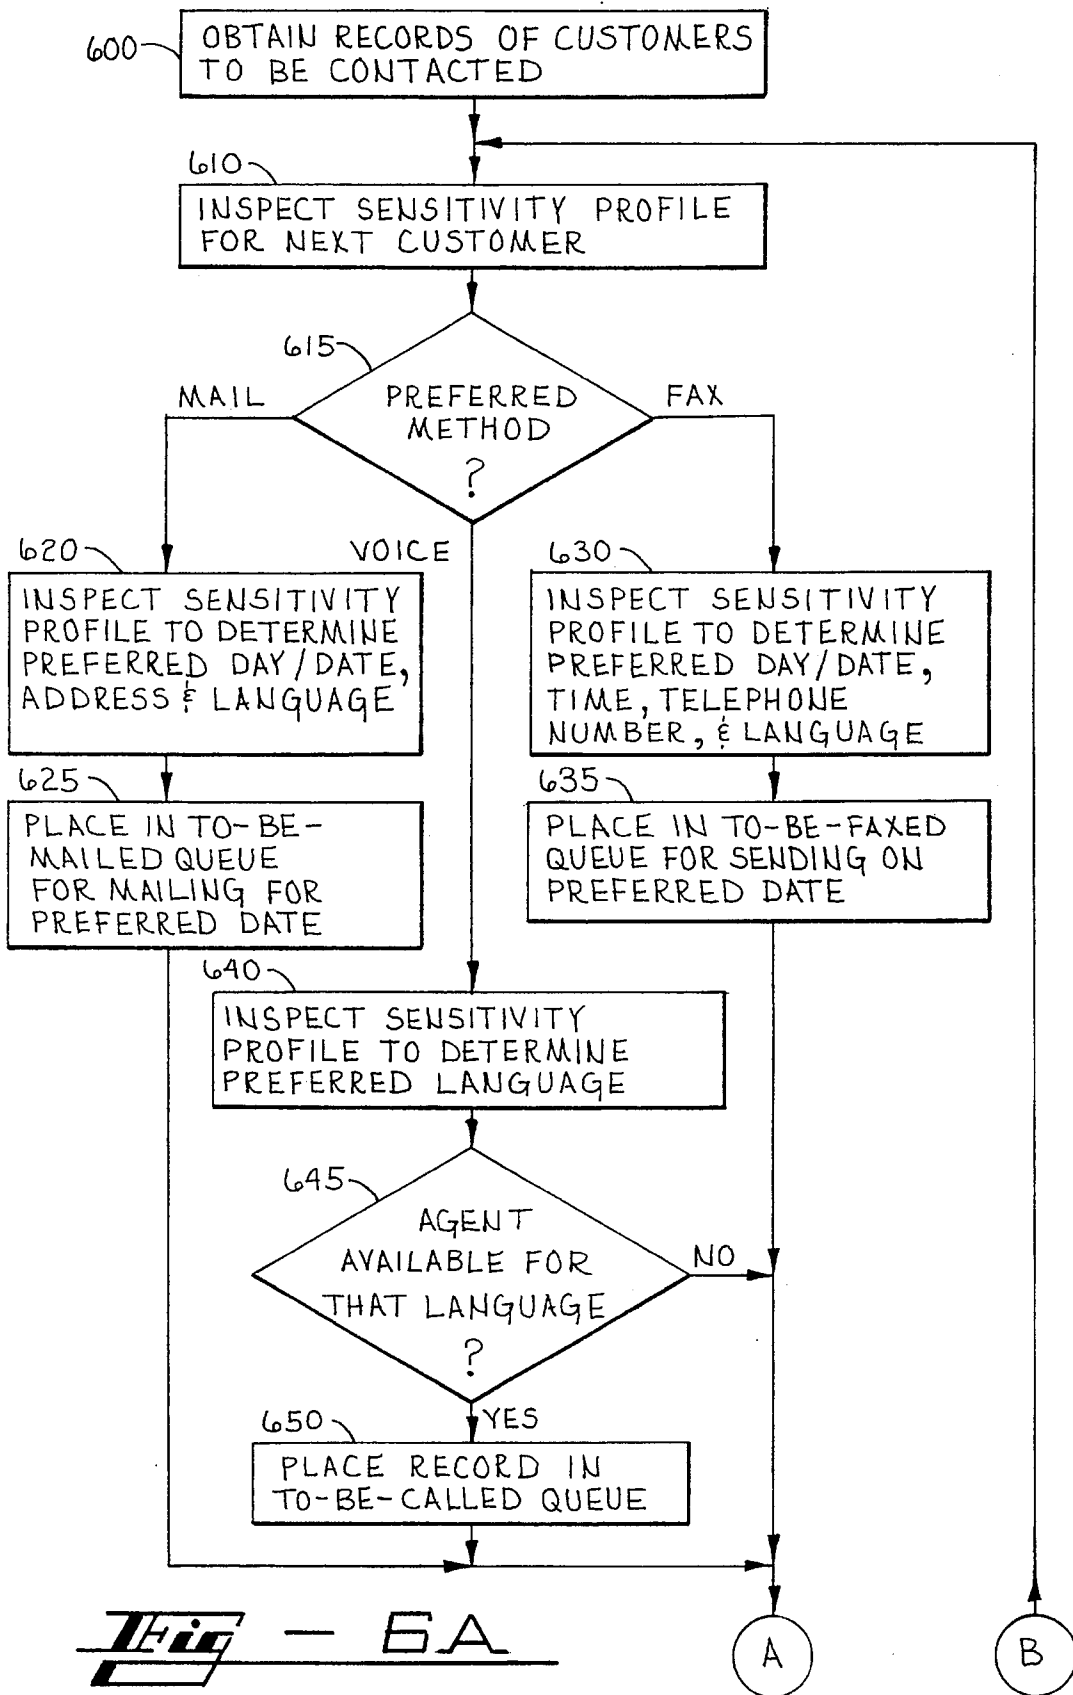 600
OBTAIN RECORDS OF CUSTOMERS
TO BE CONTACTED
610
INSPECT SENSITIVITY PROFILE
FOR NEXT CUSTOMER
615
PREFERRED
METHOD
?
MAIL
FAX
VOICE
620
INSPECT SENSITIVITY
PROFILE TO DETERMINE
PREFERRED DAY/DATE,
ADDRESS & LANGUAGE
630
INSPECT SENSITIVITY
PROFILE TO DETERMINE
PREFERRED DAY/DATE,
TIME, TELEPHONE
NUMBER, & LANGUAGE
625
PLACE IN TO-BE-
MAILED QUEUE
FOR MAILING FOR
PREFERRED DATE
635
PLACE IN TO-BE-FAXED
QUEUE FOR SENDING ON
PREFERRED DATE
640
INSPECT SENSITIVITY
PROFILE TO DETERMINE
PREFERRED LANGUAGE
645
AGENT
AVAILABLE FOR
THAT LANGUAGE
?
NO
YES
650
PLACE RECORD IN
TO-BE-CALLED QUEUE
A
B
Fig - 6A